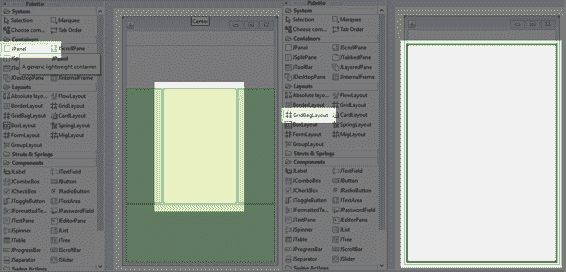 Palette
System
Selection
Marquee
Choose com...
Tab Order
Containers
JPanel
JScrollPane
A generic lightweight container.
JDesktopPane
InternalFrame
Layouts
Absolute layo...
FlowLayout
BorderLayout
GridLayout
GridBagLayout
CardLayout
BoxLayout
SpringLayout
FormLayout
MigLayout
GroupLayout
Struts & Springs
Components
JLabel
JTextField
JComboBox
JButton
JCheckBox
JRadioButton
JToggleButton
JTextArea
JFormattedTe...
JPasswordField
JTextPane
JEditorPane
JSpinner
JList
JTable
JTree
JProgressBar
JScrollBar
JSeparator
JSlider
Swing Actions
Center
Palette
System
Selection
Marquee
Choose com...
Tab Order
Containers
JPanel
JScrollPane
JSplitPane
JTabbedPane
JToolBar
JLayeredPane
JDesktopPane
JInternalFrame
Layouts
Absolute layo...
FlowLayout
BorderLayout
GridLayout
GridBagLayout
CardLayout
BoxLayout
SpringLayout
FormLayout
MigLayout
GroupLayout
Struts & Springs
Components
JLabel
JTextField
JComboBox
JButton
JCheckBox
JRadioButton
JToggleButton
JTextArea
JFormattedTe...
JPasswordField
JTextPane
JEditorPane
JSpinner
JList
JTable
JTree
JProgressBar
JScrollBar
JSeparator
JSlider
Swing Actions